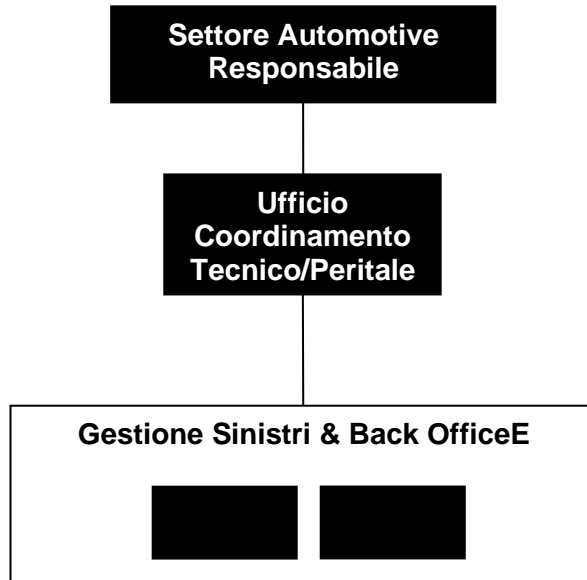 Settore Automotive
Responsabile
Ufficio
Coordinamento
Tecnico/Peritale
Gestione Sinistri & Back OfficeE